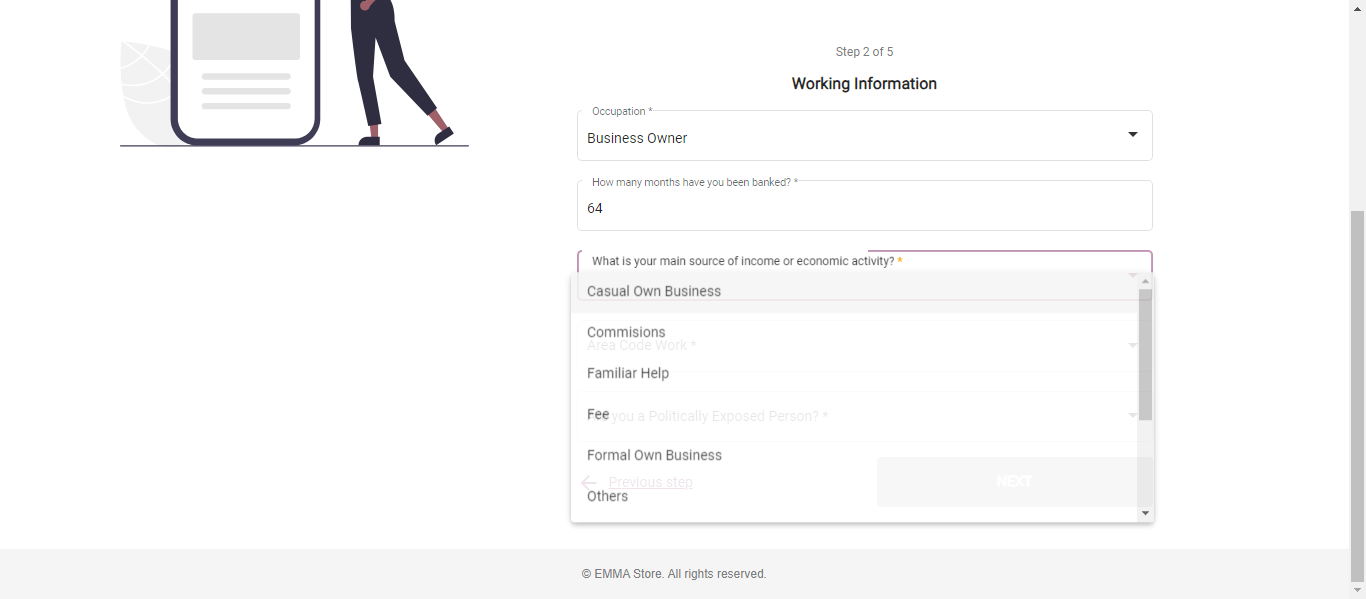 Step 2 of 5
Working Information
Occupation *
Business Owner
How many months have you been banked? *
64
What is your main source of income or economic activity? *
Casual Own Business
Commisions
Area Code Work *
Familiar Help
Fee
you a Politically Exposed Person? *
Formal Own Business
Previous step
NEXT
Others
© EMMA Store. All rights reserved.